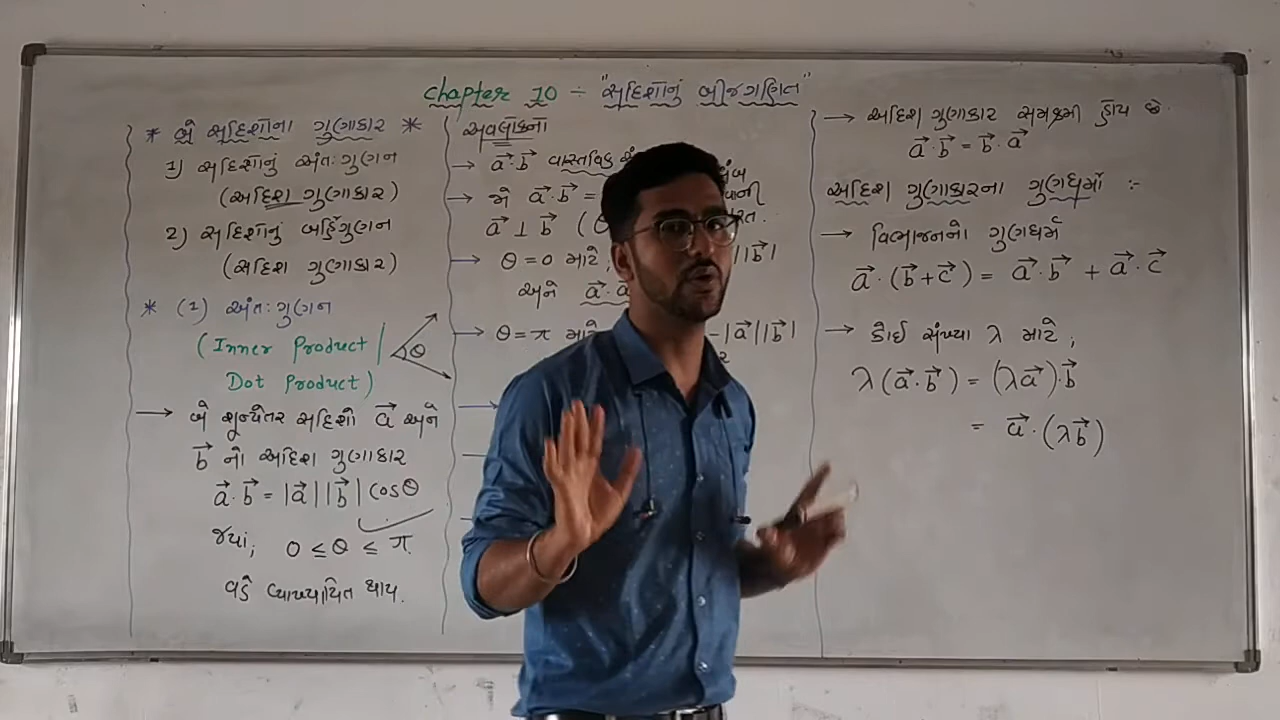 chapter 10 ÷ "સદિશોનું બીજગણિત"
* બે સદિશોના ગુણાકાર *
1) સદિશોનું અંતઃગુણન
(અદિશ ગુણાકાર)
2) સદિશોનું બહિર્ગુણન
(સદિશ ગુણાકાર)
* (1) અંતઃગુણન
(Inner Product |
Dot Product)
θ
→ બે શૂન્યેતર સદિશો a⃗ અને
b⃗ નો અદિશ ગુણાકાર
a⃗ · b⃗ = |a⃗| |b⃗| cosθ
જ્યાં, 0 ≤ θ ≤ π
વડે વ્યાખ્યાયિત થાય.
અવલોકનો
→ a⃗ · b⃗ વાસ્તવિક
→ જો a⃗ · b⃗ =
a⃗ ⊥ b⃗ (
→ θ = 0 માટે, ||b⃗|
અને a⃗ · a
→ θ = π માટે -|a⃗||b⃗|
→ અદિશ ગુણાકાર સમક્રમી હોય છે.
a⃗ · b⃗ = b⃗ · a⃗
અદિશ ગુણાકારના ગુણધર્મો :-
→ વિભાજનનો ગુણધર્મ
a⃗ · (b⃗ + c⃗) = a⃗ · b⃗ + a⃗ · c⃗
→ કોઈ સંખ્યા λ માટે,
λ(a⃗ · b⃗) = (λa⃗) · b⃗
= a⃗ · (λb⃗)